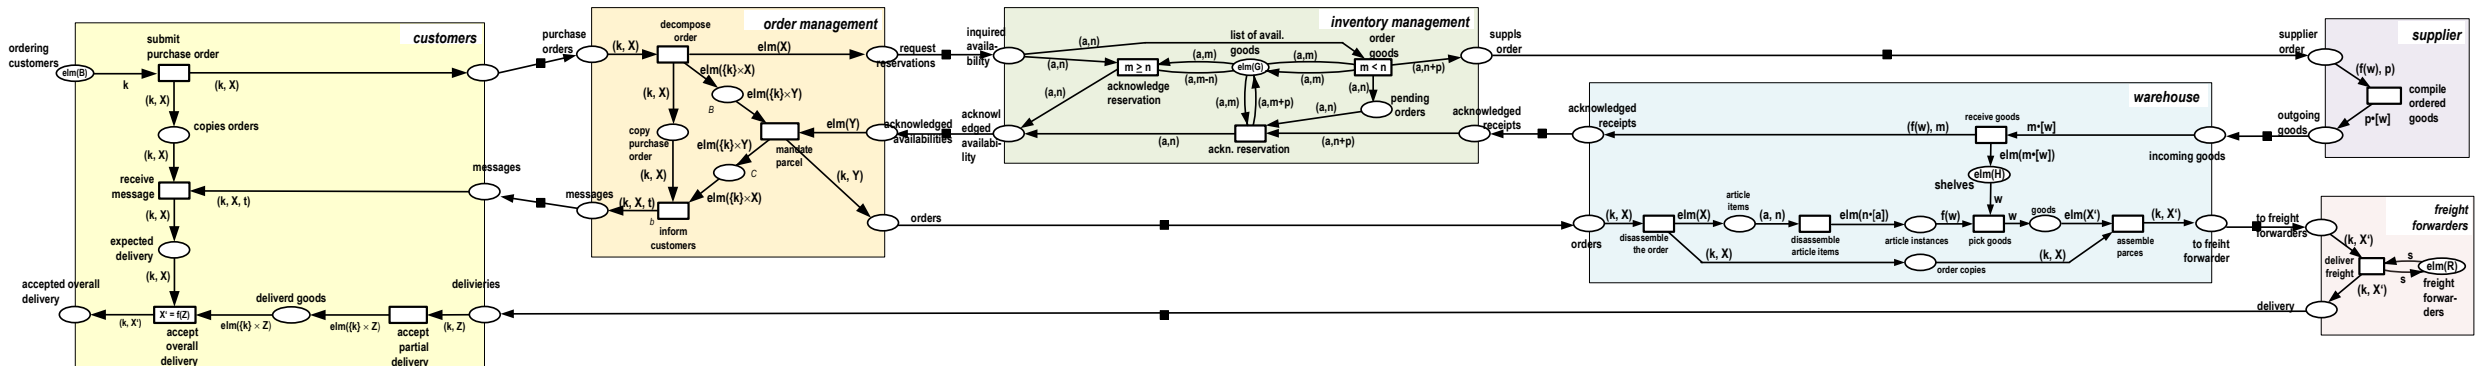 customers
ordering
customers
elm(B)
k
submit
purchase order
(k, X)
(k, X)
copies orders
(k, X)
receive
message
(k, X, t)
messages
(k, X)
expected
delivery
(k, X)
accepted overall
delivery
(k, X')
X' = f(Z)
accept
overall
delivery
elm({k} × Z)
deliverd goods
elm({k} × Z)
accept
partial
delivery
(k, Z)
delivieries
order management
purchase
orders
(k, X)
decompose
order
elm(X)
request
reservations
elm({k}×X)
(k, X)
B
elm({k}×Y)
copy
purchase
order
elm(Y)
acknowledged
availabilities
mandate
parcel
elm({k}×Y)
C
(k, X)
elm({k}×X)
(k, Y)
messages
(k, X, t)
b
inform
customers
orders
inventory management
inquired
availa-
bility
(a,n)
(a,n)
list of avail.
goods
order
goods
m ≥ n
(a,m)
elm(G)
(a,m)
m < n
(a,n+p)
suppls
order
(a,m-n)
(a,m)
acknowledge
reservation
(a,n)
(a,m)
(a,m+p)
(a,n)
(a,n)
pending
orders
acknowl
edged
availabi-
lity
(a,n)
ackn. reservation
(a,n+p)
acknowledged
receipts
warehouse
acknowledged
receipts
(f(w), m)
receive goods
m•[w]
incoming goods
elm(m•[w])
elm(H)
shelves
w
orders
(k, X)
disassemble
the order
elm(X)
article
items
(a, n)
disassemble
article items
elm(n•[a])
article instances
f(w)
pick goods
w
goods
elm(X')
assemble
parces
(k, X')
to freiht
forwarder
(k, X)
order copies
(k, X)
supplier
supplier
order
(f(w), p)
compile
ordered
goods
p•[w]
outgoing
goods
freight
forwarders
to freight
forwarders
(k, X')
deliver
freight
s
s
elm(R)
freight
forwar-
ders
(k, X')
delivery